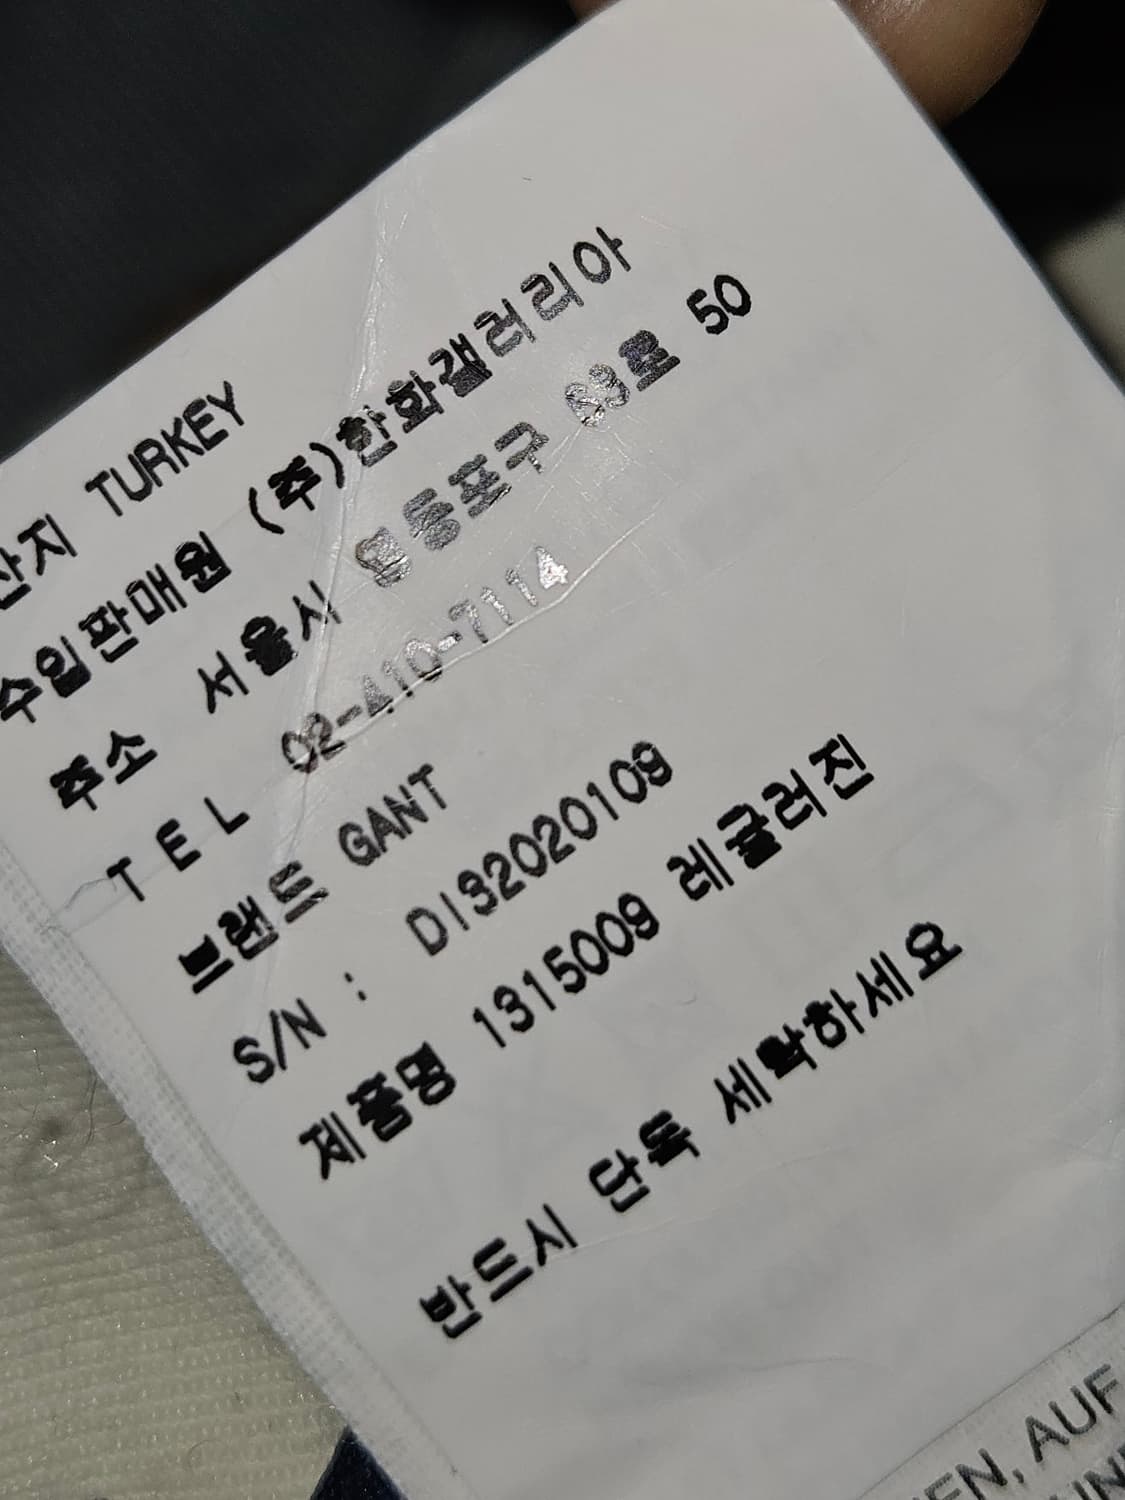 산지 TURKEY
수입판매원 (주)한화갤러리아
주소 서울시 영등포구 63로 50
TEL 02-410-7114
브랜드 GANT
S/N : DI32020109
제품명 1315009 레귤러진
반드시 단독 세탁하세요
EN, AUF